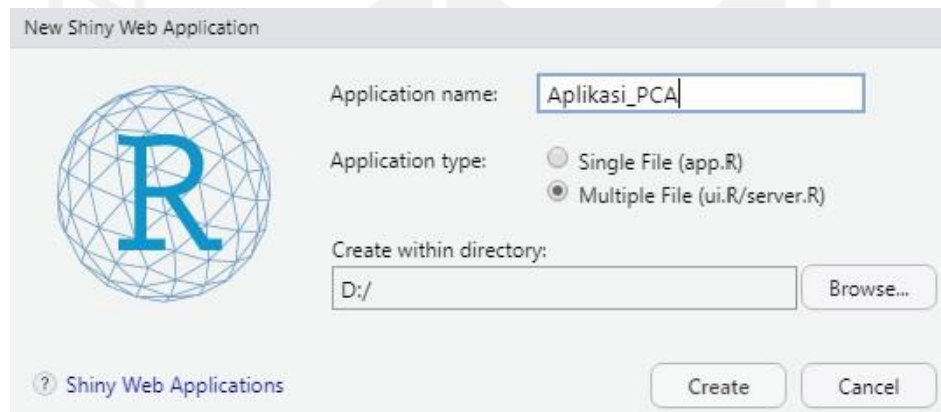 New Shiny Web Application
Application name: Aplikasi_PCA
Application type: Single File (app.R)
Multiple File (ui.R/server.R)
R
Create within directory:
D:/ Browse...
? Shiny Web Applications Create Cancel